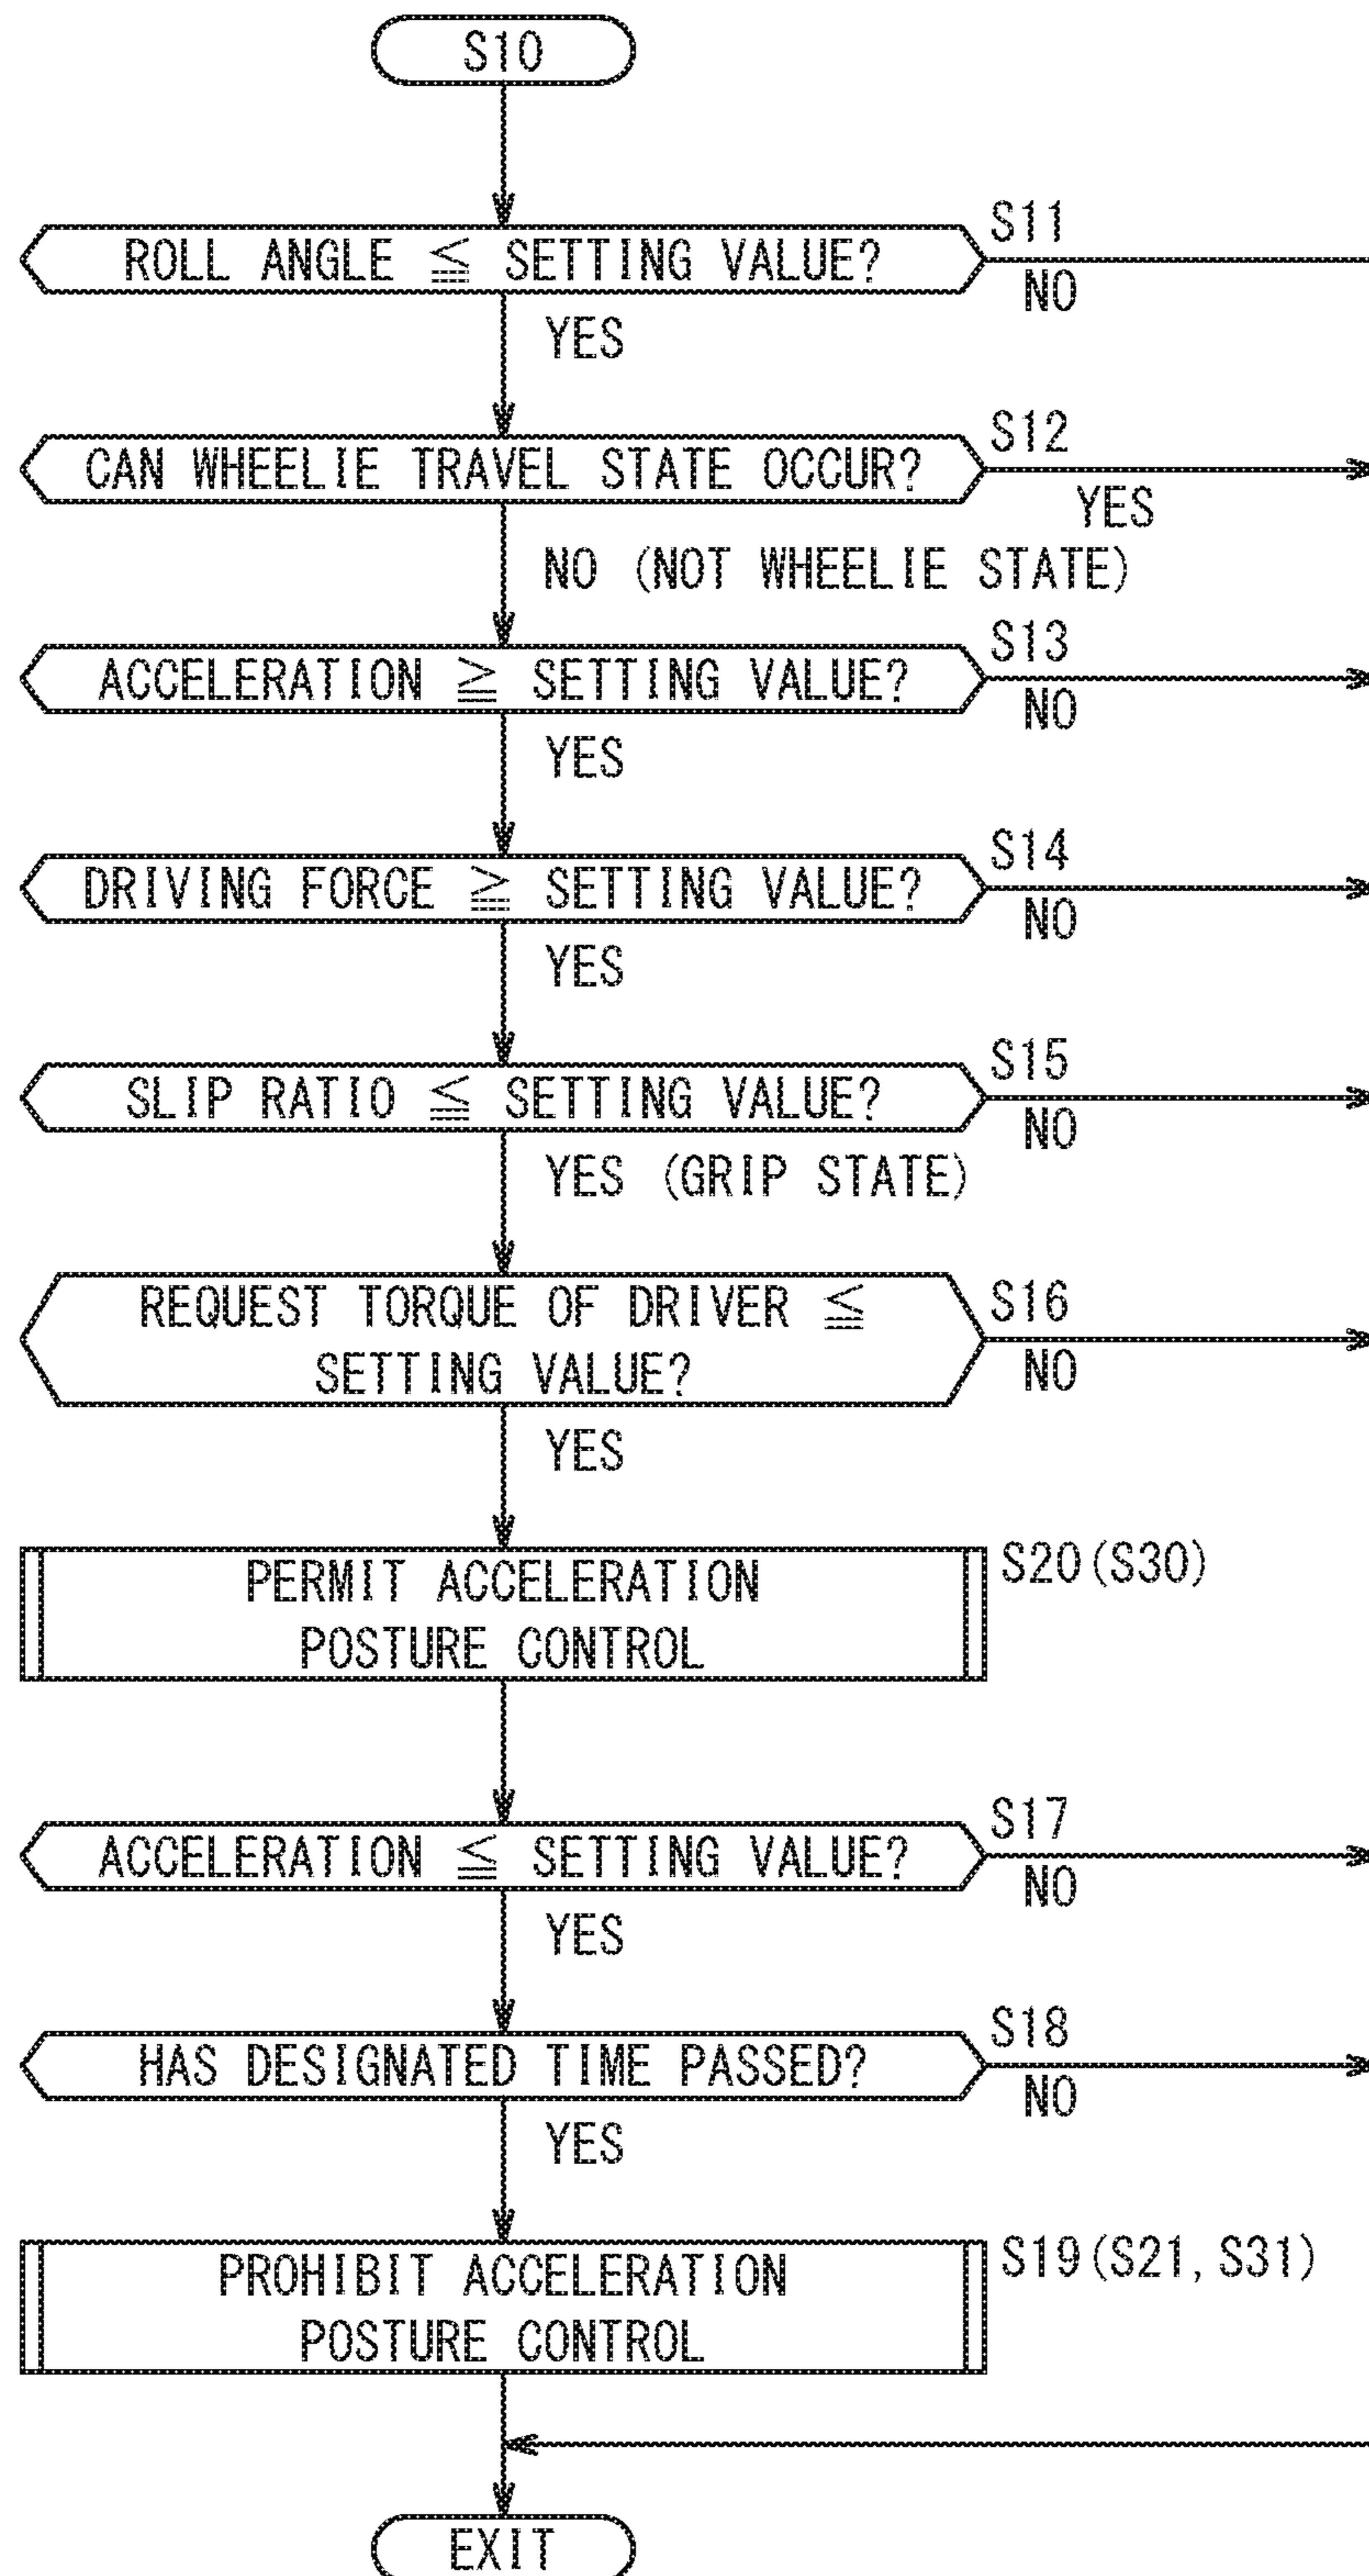 S10
ROLL ANGLE ≦ SETTING VALUE?
S11
NO
YES
CAN WHEELIE TRAVEL STATE OCCUR?
S12
YES
NO (NOT WHEELIE STATE)
ACCELERATION ≧ SETTING VALUE?
S13
NO
YES
DRIVING FORCE ≧ SETTING VALUE?
S14
NO
YES
SLIP RATIO ≦ SETTING VALUE?
S15
NO
YES (GRIP STATE)
REQUEST TORQUE OF DRIVER ≦
SETTING VALUE?
S16
NO
YES
PERMIT ACCELERATION
POSTURE CONTROL
S20(S30)
ACCELERATION ≦ SETTING VALUE?
S17
NO
YES
HAS DESIGNATED TIME PASSED?
S18
NO
YES
PROHIBIT ACCELERATION
POSTURE CONTROL
S19(S21, S31)
EXIT